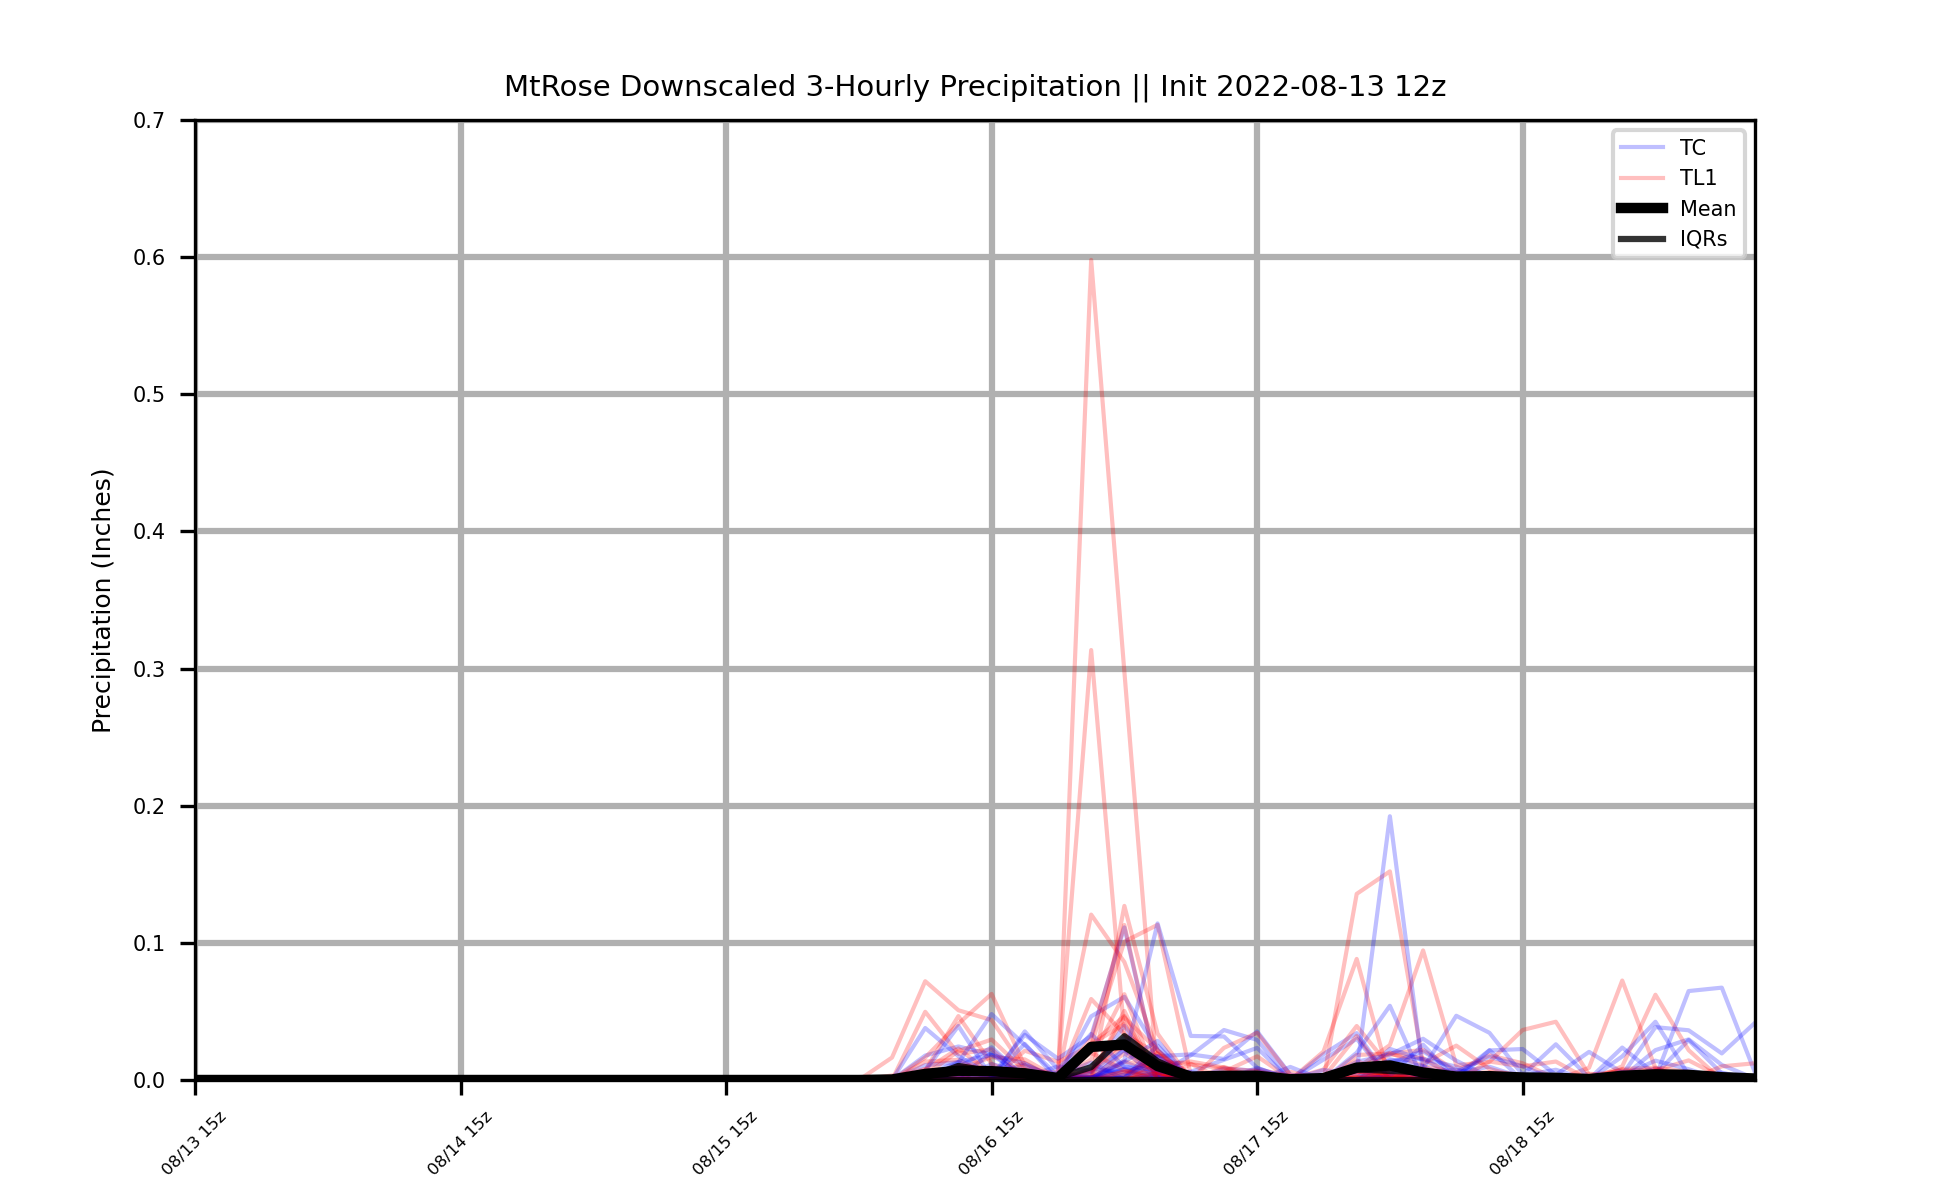 MtRose Downscaled 3-Hourly Precipitation || Init 2022-08-13 12z
TC
TL1
Mean
IQRs
Precipitation (Inches)
0.7
0.6
0.5
0.4
0.3
0.2
0.1
0.0
08/13 15z
08/14 15z
08/15 15z
08/16 15z
08/17 15z
08/18 15z